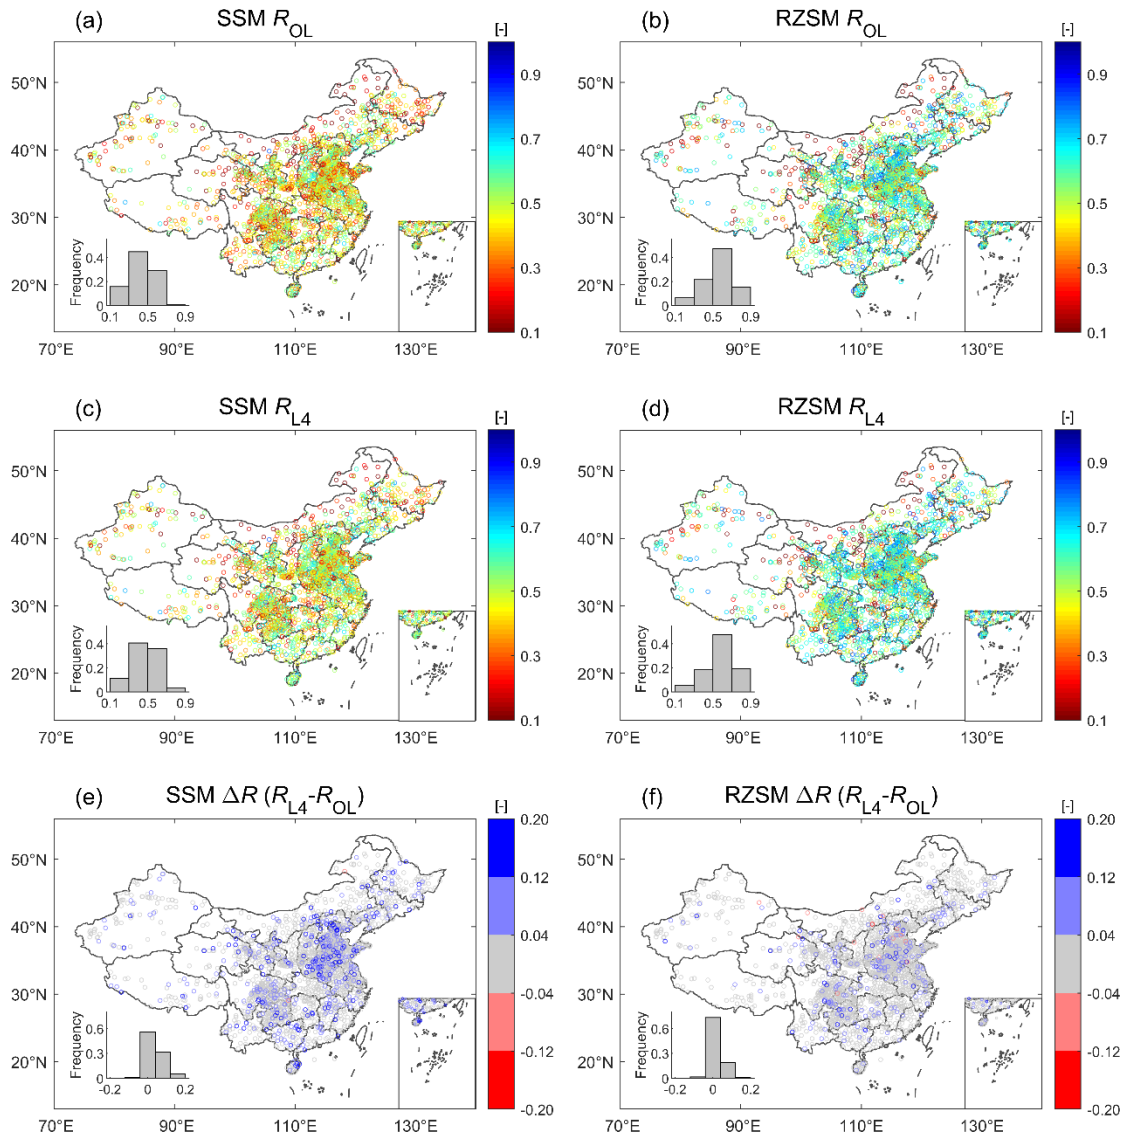 (a) SSM R_OL [-]
50°N
40°N
30°N
20°N
70°E 90°E 110°E 130°E
0.9
0.7
0.5
0.3
0.1
Frequency
0.4
0.2
0
0.1 0.5 0.9
(b) RZSM R_OL [-]
50°N
40°N
30°N
20°N
70°E 90°E 110°E 130°E
0.9
0.7
0.5
0.3
0.1
Frequency
0.4
0.2
0
0.1 0.5 0.9
(c) SSM R_L4 [-]
50°N
40°N
30°N
20°N
70°E 90°E 110°E 130°E
0.9
0.7
0.5
0.3
0.1
Frequency
0.4
0.2
0
0.1 0.5 0.9
(d) RZSM R_L4 [-]
50°N
40°N
30°N
20°N
70°E 90°E 110°E 130°E
0.9
0.7
0.5
0.3
0.1
Frequency
0.4
0.2
0
0.1 0.5 0.9
(e) SSM ΔR (R_L4-R_OL) [-]
50°N
40°N
30°N
20°N
70°E 90°E 110°E 130°E
0.20
0.12
0.04
-0.04
-0.12
-0.20
Frequency
0.6
0.3
0
-0.2 0 0.2
(f) RZSM ΔR (R_L4-R_OL) [-]
50°N
40°N
30°N
20°N
70°E 90°E 110°E 130°E
0.20
0.12
0.04
-0.04
-0.12
-0.20
Frequency
0.6
0.3
0
-0.2 0 0.2